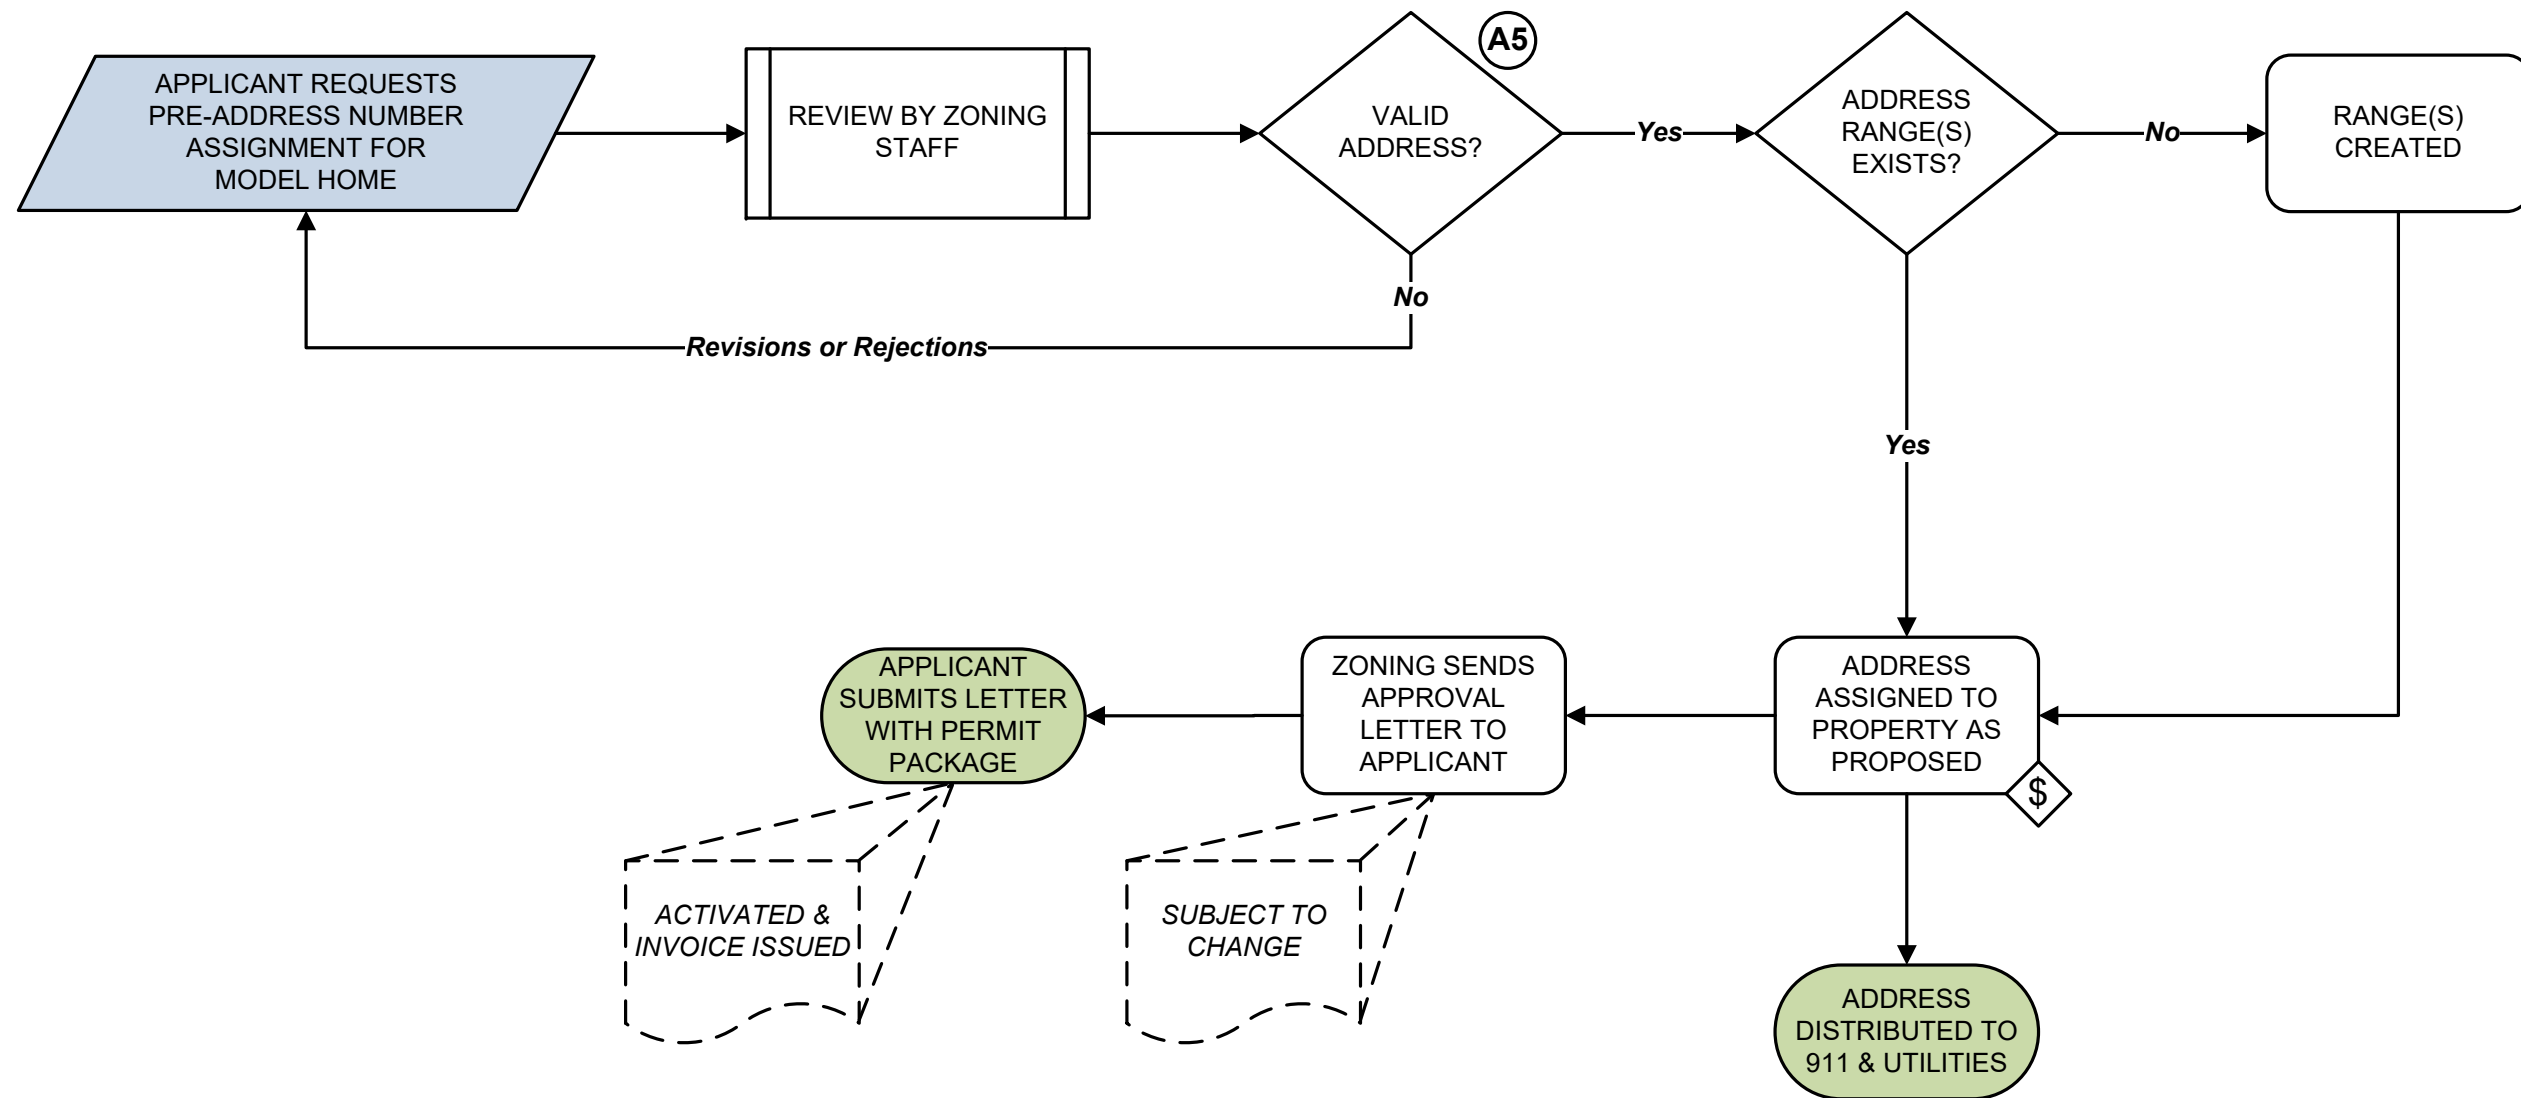 APPLICANT REQUESTS
PRE-ADDRESS NUMBER
ASSIGNMENT FOR
MODEL HOME
REVIEW BY ZONING
STAFF
A5
VALID
ADDRESS?
Yes
ADDRESS
RANGE(S)
EXISTS?
No
RANGE(S)
CREATED
No
Revisions or Rejections
Yes
APPLICANT
SUBMITS LETTER
WITH PERMIT
PACKAGE
ZONING SENDS
APPROVAL
LETTER TO
APPLICANT
ADDRESS
ASSIGNED TO
PROPERTY AS
PROPOSED
$
ACTIVATED &
INVOICE ISSUED
SUBJECT TO
CHANGE
ADDRESS
DISTRIBUTED TO
911 & UTILITIES